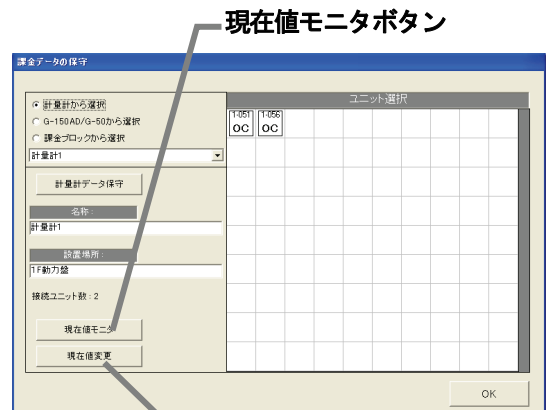 現在値モニタボタン
課金データの保守
計量計から選択
G-150AD/G-50から選択
課金ブロックから選択
計量計1
計量計データ保守
名称:
計量計1
設置場所:
1F動力盤
接続ユニット数:2
現在値モニタ
現在値変更
ユニット選択
1-051 1-056
OC OC
OK